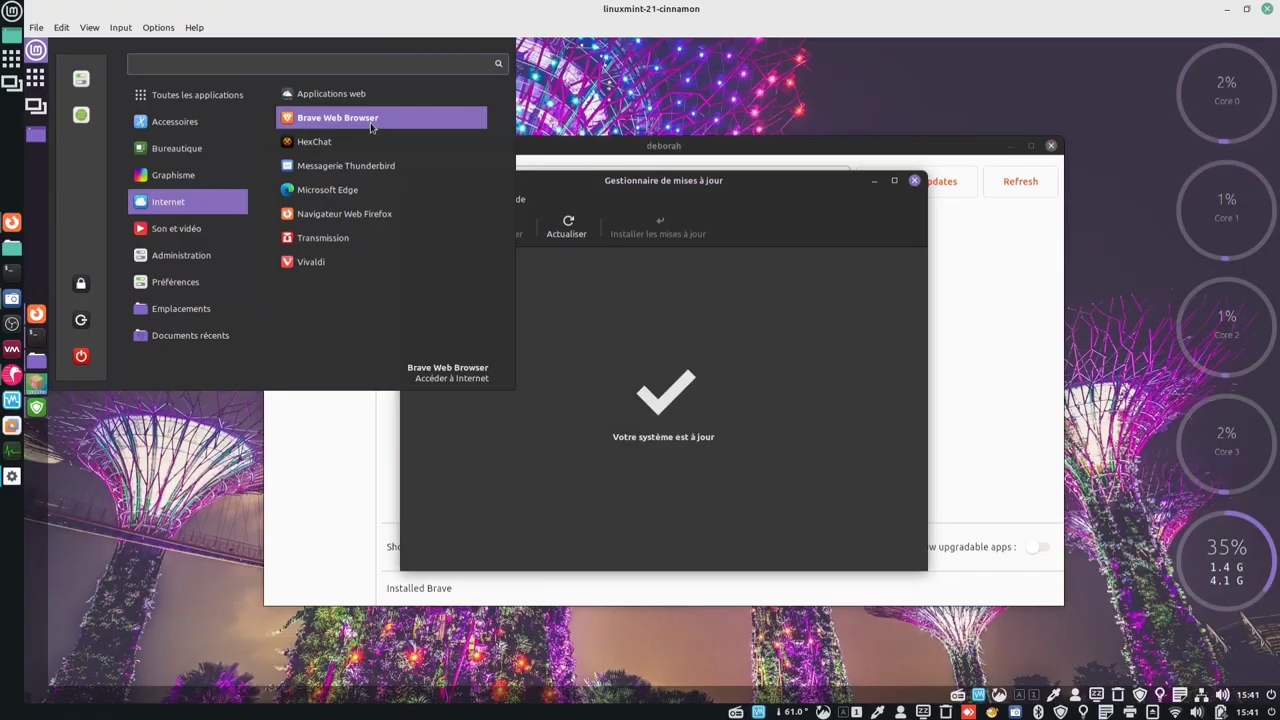 linuxmint-21-cinnamon
File Edit View Input Options Help
Toutes les applications
Accessoires
Bureautique
Graphisme
Internet
Son et vidéo
Administration
Préférences
Emplacements
Documents récents
Applications web
Brave Web Browser
HexChat
Messagerie Thunderbird
Microsoft Edge
Navigateur Web Firefox
Transmission
Vivaldi
Brave Web Browser
Accéder à Internet
deborah
Refresh
Gestionnaire de mises à jour
Actualiser
Installer les mises à jour
Votre système est à jour
upgradable apps :
Installed Brave
2%
Core 0
1%
Core 1
1%
Core 2
2%
Core 3
35%
1.4 G
4.1 G
15:41
61.0°
15:41